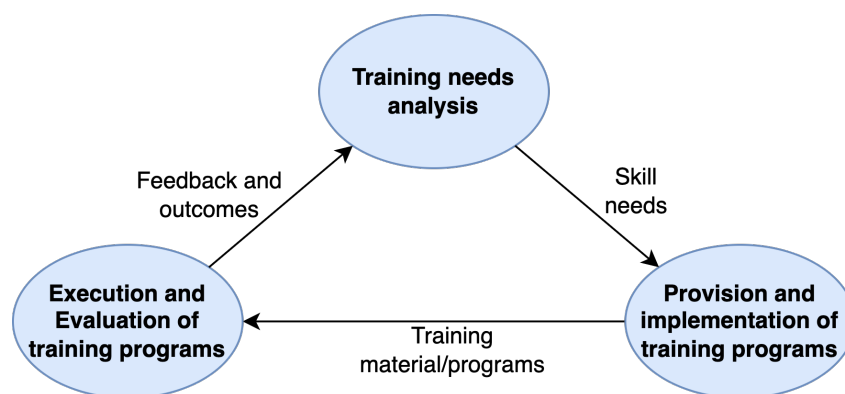 Training needs
analysis
Feedback and
outcomes
Skill
needs
Execution and
Evaluation of
training programs
Training
material/programs
Provision and
implementation of
training programs